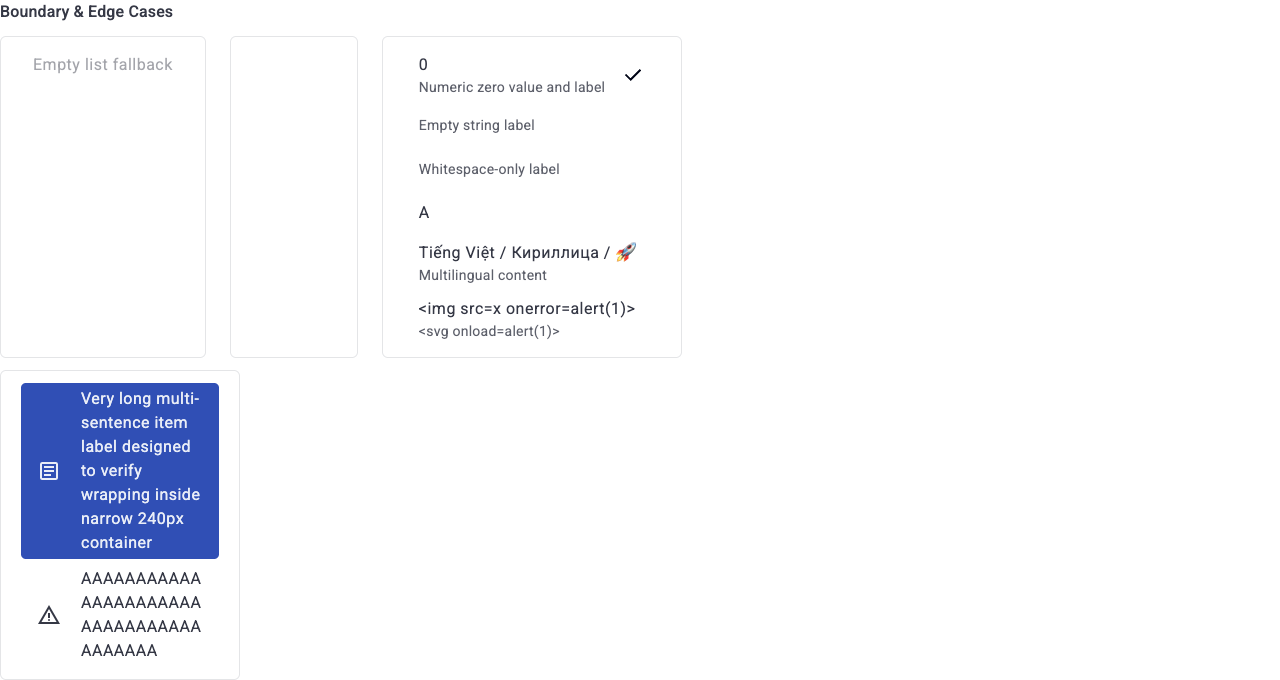 Boundary & Edge Cases
Empty list fallback
0
Numeric zero value and label
Empty string label
Whitespace-only label
A
Tiếng Việt / Кириллица / 🚀
Multilingual content
<img src=x onerror=alert(1)>
<svg onload=alert(1)>
Very long multi-
sentence item
label designed
to verify
wrapping inside
narrow 240px
container
AAAAAAAAAAA
AAAAAAAAAAA
AAAAAAAAAAA
AAAAAAA